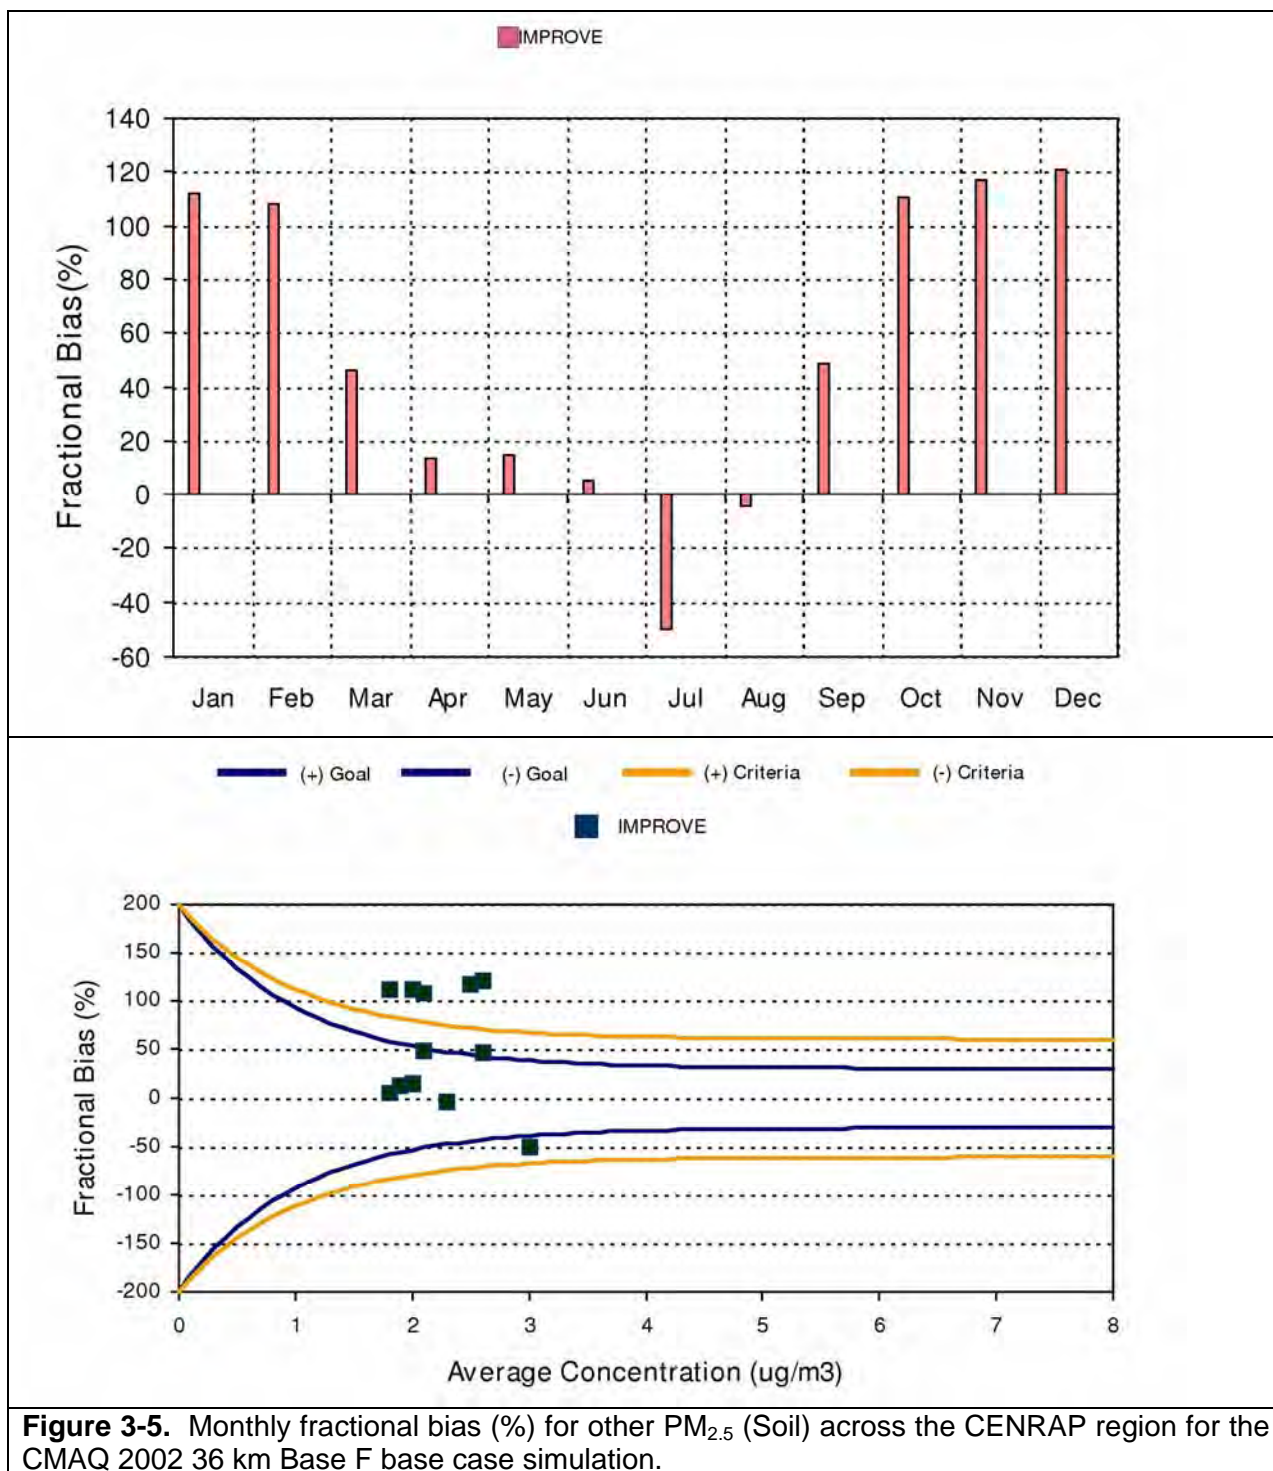 IMPROVE
140
120
100
80
60
40
20
0
-20
-40
-60
Fractional Bias(%)
Jan Feb Mar Apr May Jun Jul Aug Sep Oct Nov Dec
(+) Goal (-) Goal (+) Criteria (-) Criteria
IMPROVE
200
150
100
50
0
-50
-100
-150
-200
Fractional Bias (%)
0 1 2 3 4 5 6 7 8
Average Concentration (ug/m3)
Figure 3-5. Monthly fractional bias (%) for other PM2.5 (Soil) across the CENRAP region for the
CMAQ 2002 36 km Base F base case simulation.